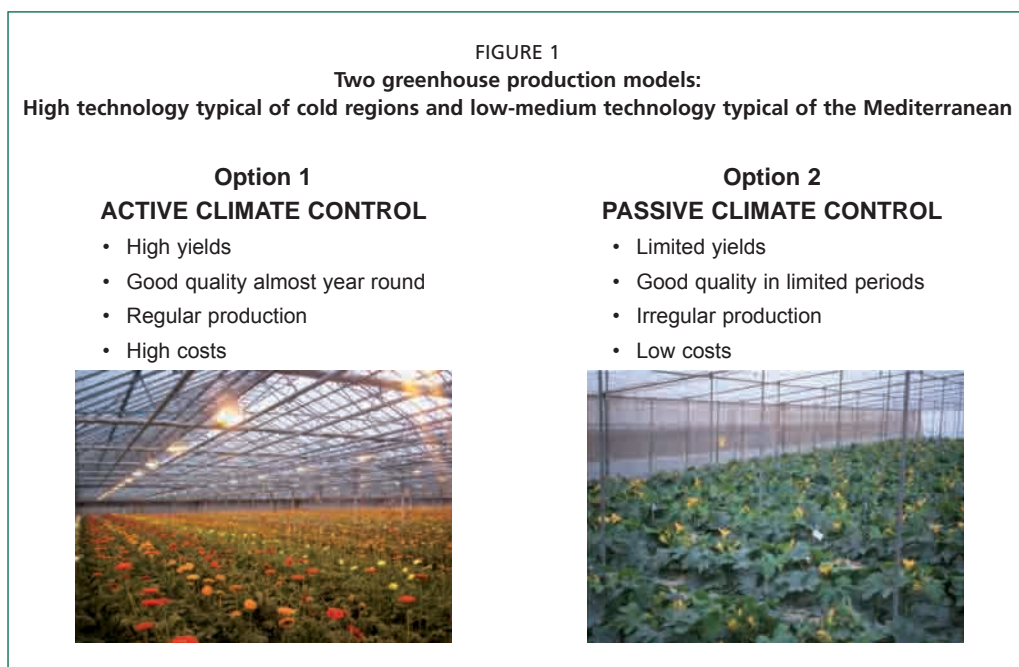 FIGURE 1
Two greenhouse production models:
High technology typical of cold regions and low-medium technology typical of the Mediterranean
Option 1
ACTIVE CLIMATE CONTROL
• High yields
• Good quality almost year round
• Regular production
• High costs
Option 2
PASSIVE CLIMATE CONTROL
• Limited yields
• Good quality in limited periods
• Irregular production
• Low costs